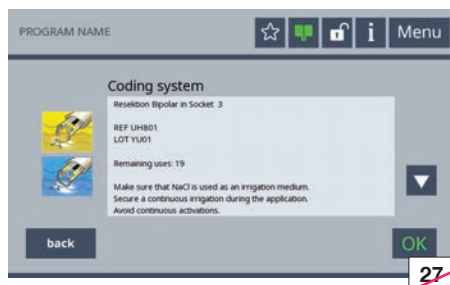 PROGRAM NAME
i
Menu
Coding system
Resektion Bipolar in Socket 3
REF UHB01
LOT YU01
Remaining uses: 19
Make sure that NaCl is used as an irrigation medium.
Secure a continuous irrigation during the application.
Avoid continuous activations.
back
OK
27